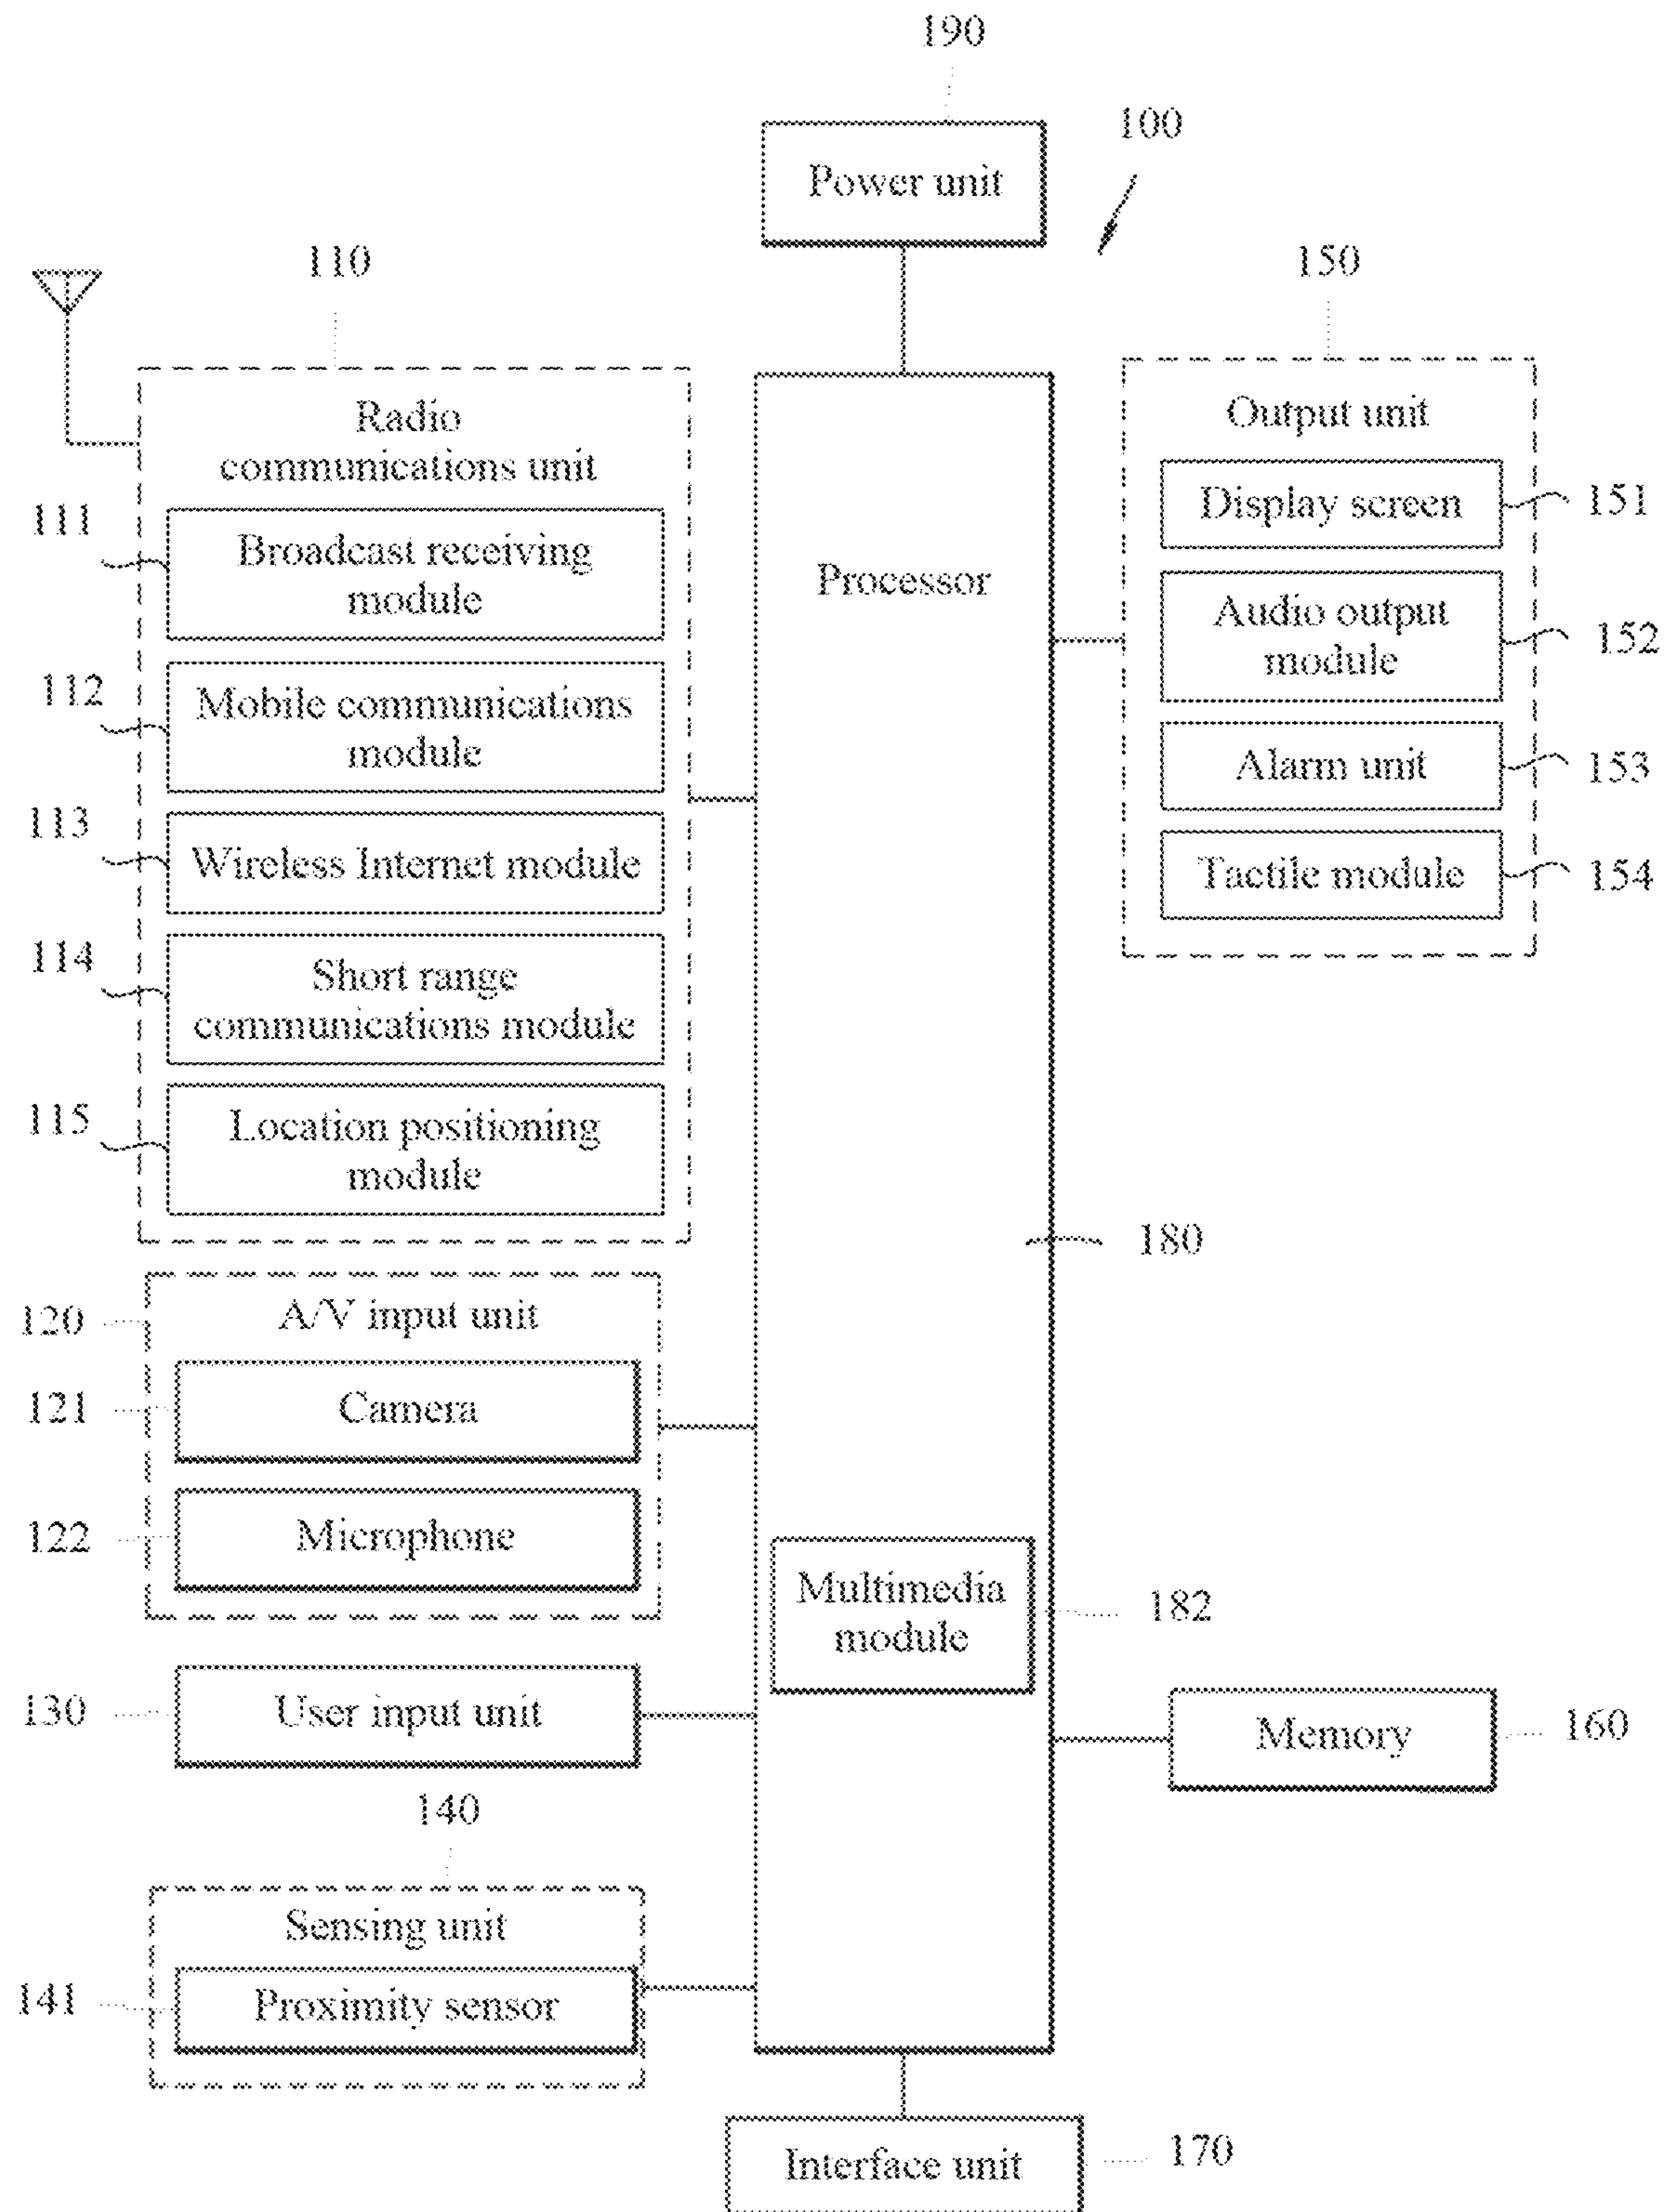 190
100
Power unit
110
150
Radio
communications unit
111
Broadcast receiving
module
112
Mobile communications
module
113
Wireless Internet module
114
Short range
communications module
115
Location positioning
module
Processor
Output unit
Display screen
151
Audio output
module
152
Alarm unit
153
Tactile module
154
180
120
A/V input unit
121
Camera
122
Microphone
Multimedia
module
182
130
User input unit
Memory
160
140
Sensing unit
141
Proximity sensor
Interface unit
170